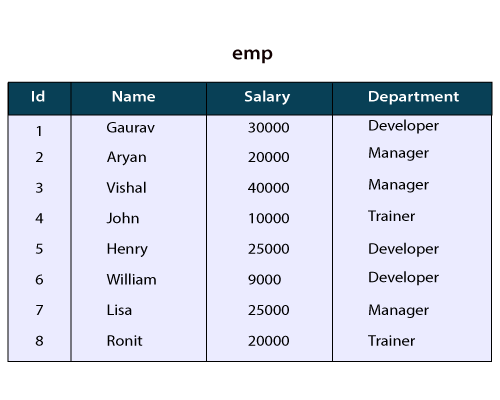 emp
Id Name Salary Department
1 Gaurav 30000 Developer
2 Aryan 20000 Manager
3 Vishal 40000 Manager
4 John 10000 Trainer
5 Henry 25000 Developer
6 William 9000 Developer
7 Lisa 25000 Manager
8 Ronit 20000 Trainer